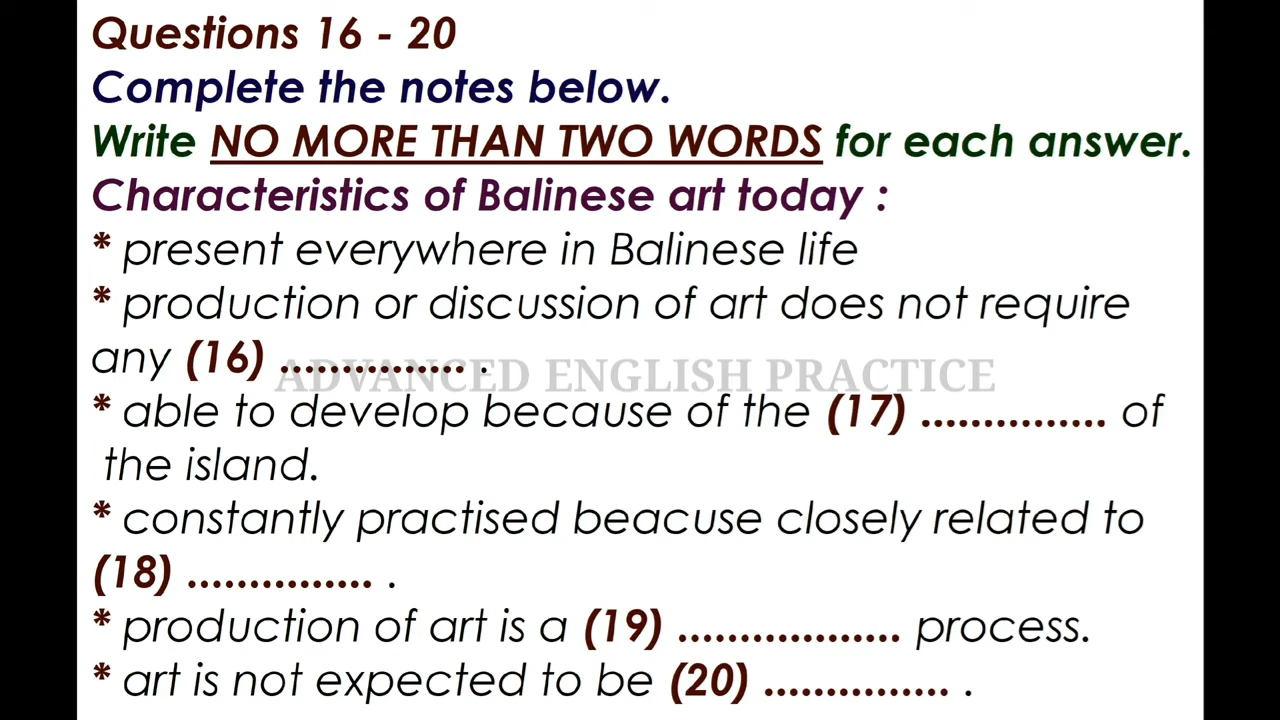 Questions 16 - 20
Complete the notes below.
Write NO MORE THAN TWO WORDS for each answer.
Characteristics of Balinese art today :
* present everywhere in Balinese life
* production or discussion of art does not require
any (16) ............... .
ADVANCED ENGLISH PRACTICE
* able to develop because of the (17) ............... of
the island.
* constantly practised beacuse closely related to
(18) ............... .
* production of art is a (19) .................. process.
* art is not expected to be (20) ............... .